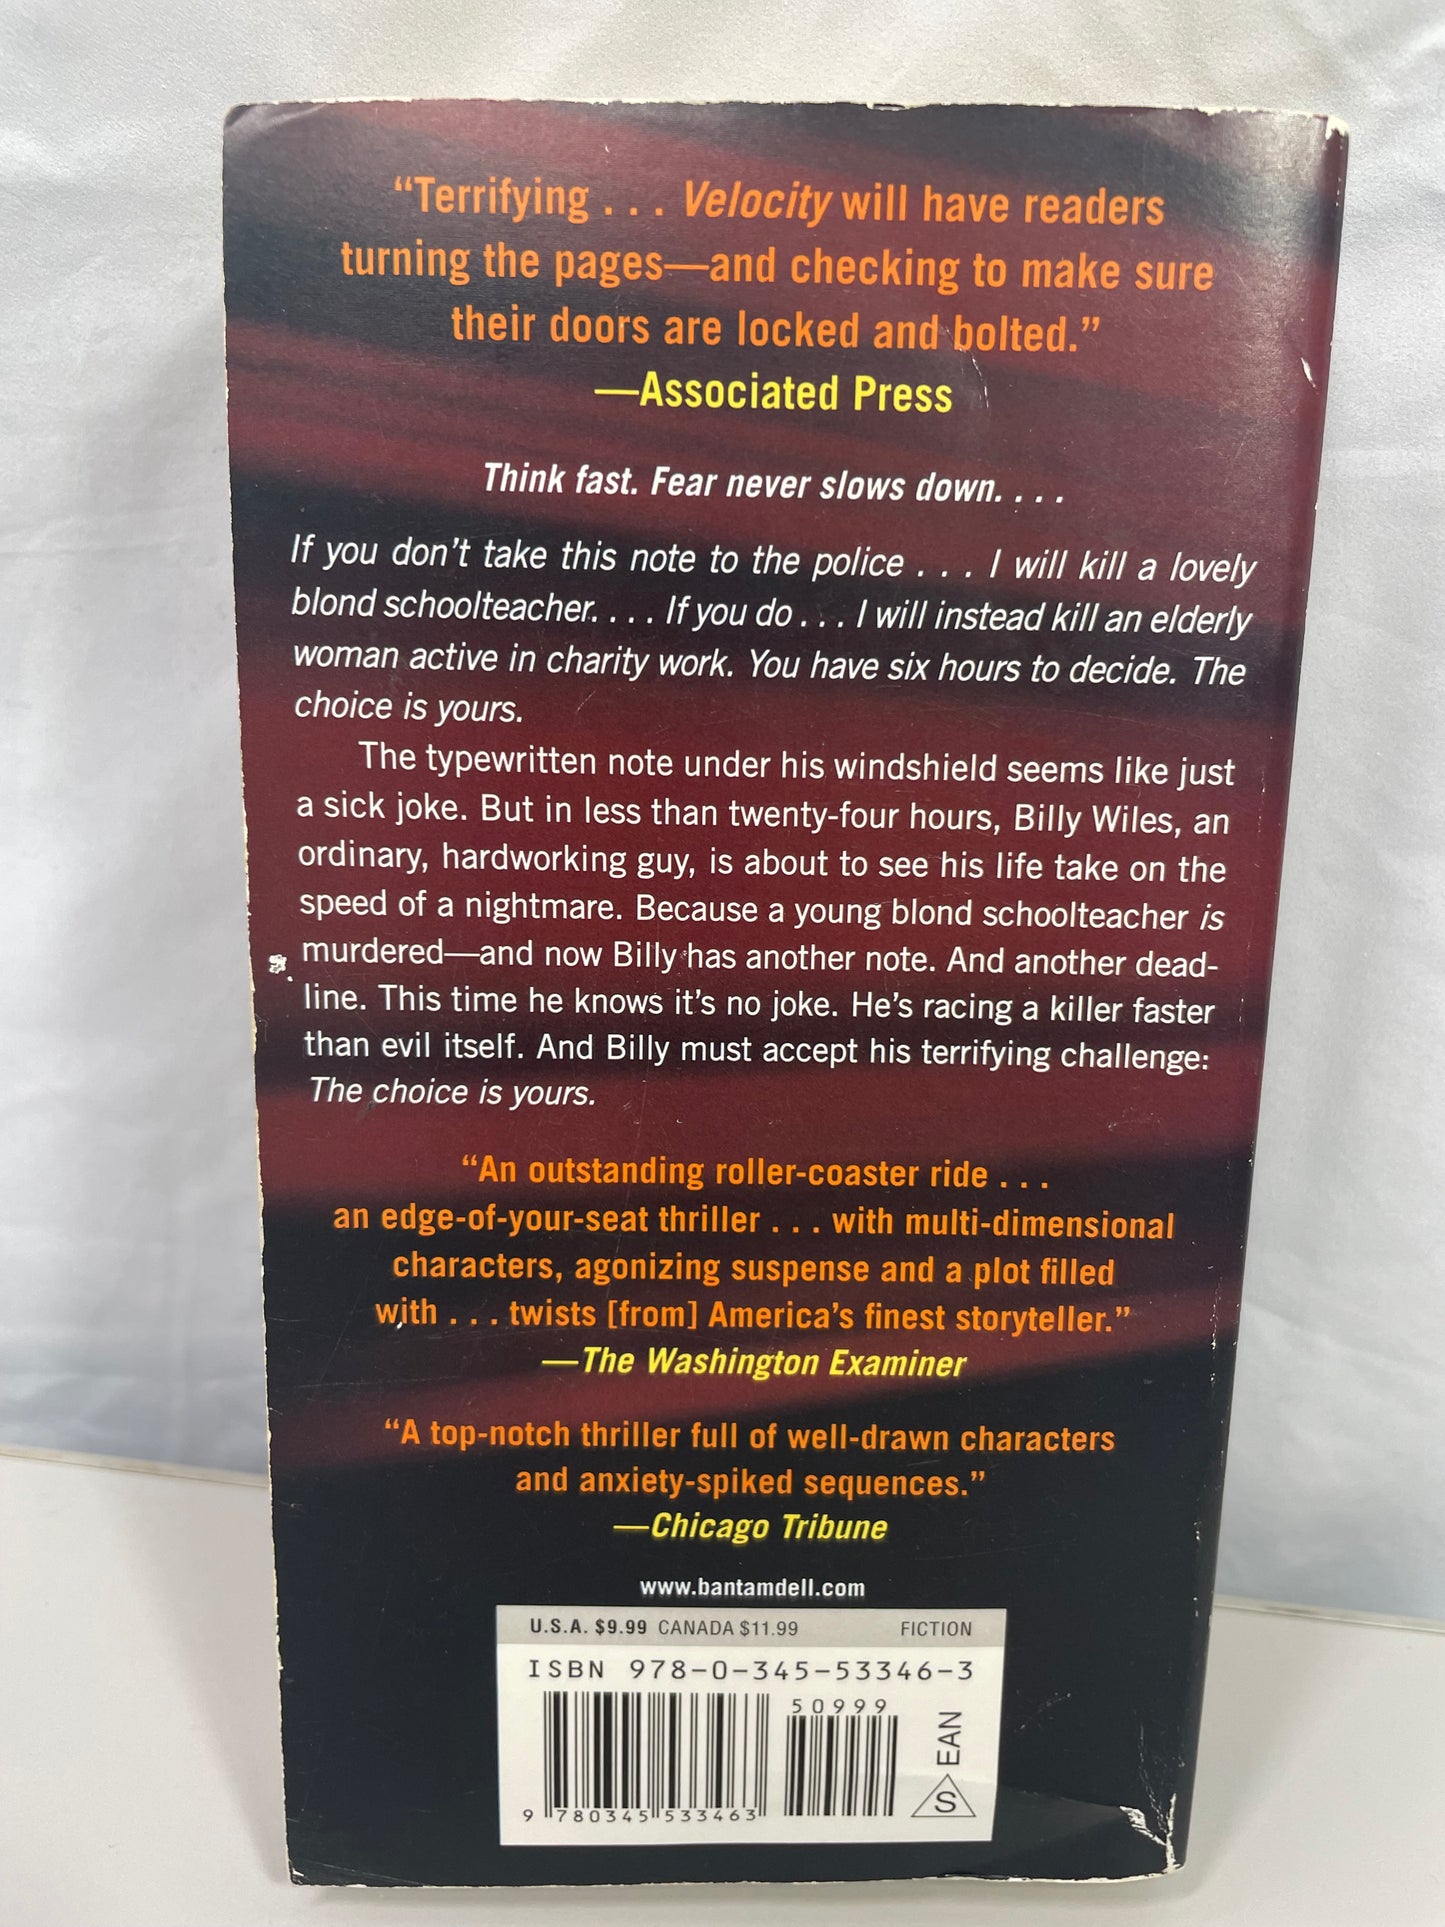 “Terrifying . . . Velocity will have readers
turning the pages—and checking to make sure
their doors are locked and bolted.”
—Associated Press
Think fast. Fear never slows down. . . .
If you don’t take this note to the police . . . I will kill a lovely
blond schoolteacher. . . . If you do . . . I will instead kill an elderly
woman active in charity work. You have six hours to decide. The
choice is yours.
The typewritten note under his windshield seems like just
a sick joke. But in less than twenty-four hours, Billy Wiles, an
ordinary, hardworking guy, is about to see his life take on the
speed of a nightmare. Because a young blond schoolteacher is
murdered—and now Billy has another note. And another dead-
line. This time he knows it’s no joke. He’s racing a killer faster
than evil itself. And Billy must accept his terrifying challenge:
The choice is yours.
“An outstanding roller-coaster ride . . .
an edge-of-your-seat thriller . . . with multi-dimensional
characters, agonizing suspense and a plot filled
with . . . twists [from] America’s finest storyteller.”
—The Washington Examiner
“A top-notch thriller full of well-drawn characters
and anxiety-spiked sequences.”
—Chicago Tribune
www.bantamdell.com
U.S.A. $9.99 CANADA $11.99 FICTION
ISBN 978-0-345-53346-3
50999
EAN
S
9 780345 533463